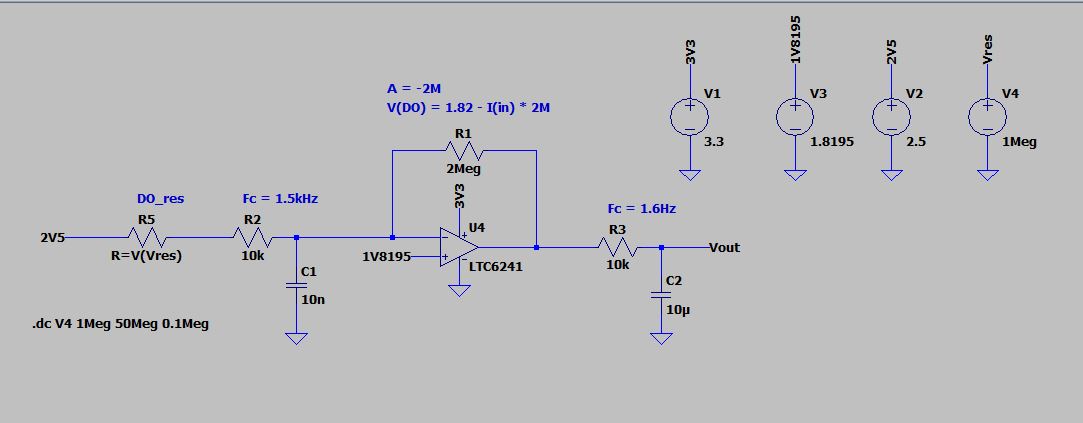 A = -2M
V(DO) = 1.82 - I(in) * 2M
R1
2Meg
3V3
DO_res
R5
R=V(Vres)
2V5
Fc = 1.5kHz
R2
10k
C1
10n
1V8195
U4
LTC6241
Fc = 1.6Hz
R3
10k
Vout
C2
10µ
.dc V4 1Meg 50Meg 0.1Meg
3V3
V1
3.3
1V8195
V3
1.8195
2V5
V2
2.5
Vres
V4
1Meg